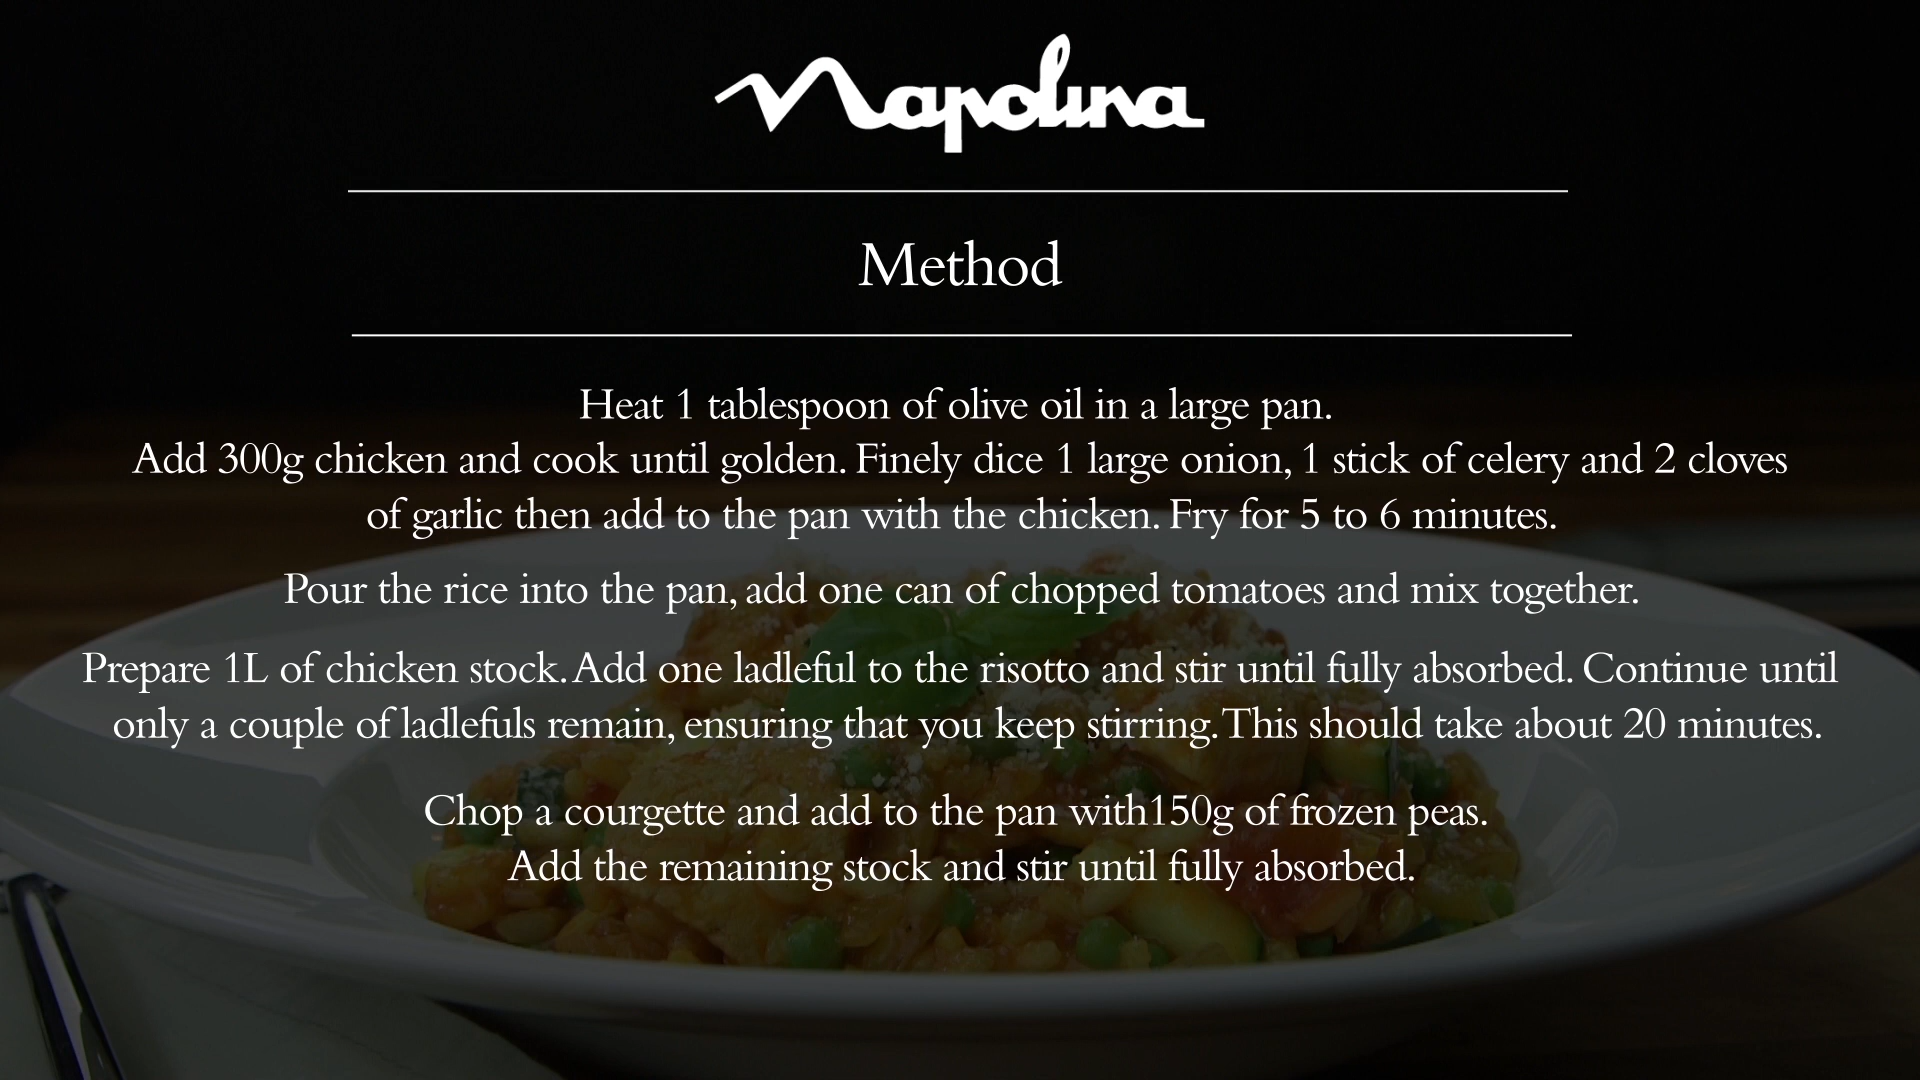 Napolina
Method
Heat 1 tablespoon of olive oil in a large pan.
Add 300g chicken and cook until golden. Finely dice 1 large onion, 1 stick of celery and 2 cloves
of garlic then add to the pan with the chicken. Fry for 5 to 6 minutes.
Pour the rice into the pan, add one can of chopped tomatoes and mix together.
Prepare 1L of chicken stock. Add one ladleful to the risotto and stir until fully absorbed. Continue until
only a couple of ladlefuls remain, ensuring that you keep stirring. This should take about 20 minutes.
Chop a courgette and add to the pan with150g of frozen peas.
Add the remaining stock and stir until fully absorbed.